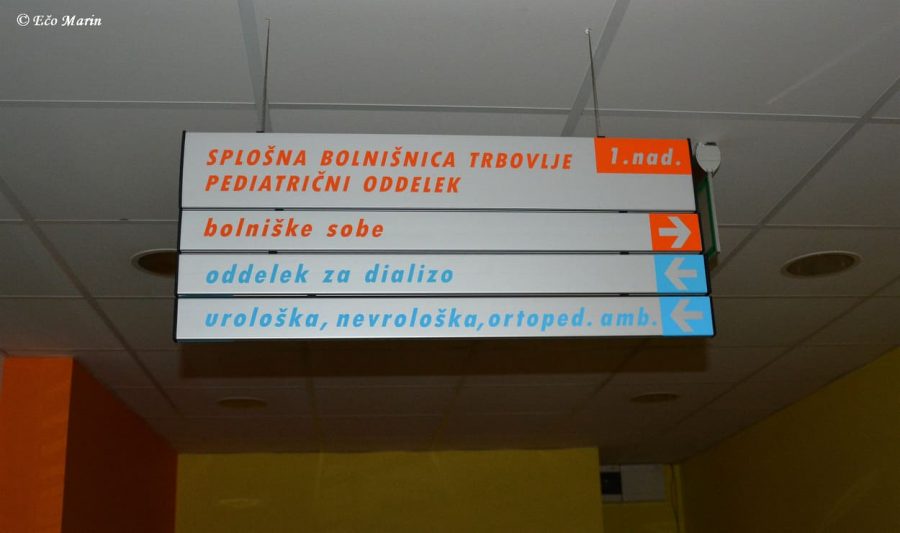 © Ečo Marin
SPLOŠNA BOLNIŠNICA TRBOVLJE
1.nad.
PEDIATRIČNI ODDELEK
bolniške sobe
oddelek za dializo
urološka, nevrološka, ortoped. amb.